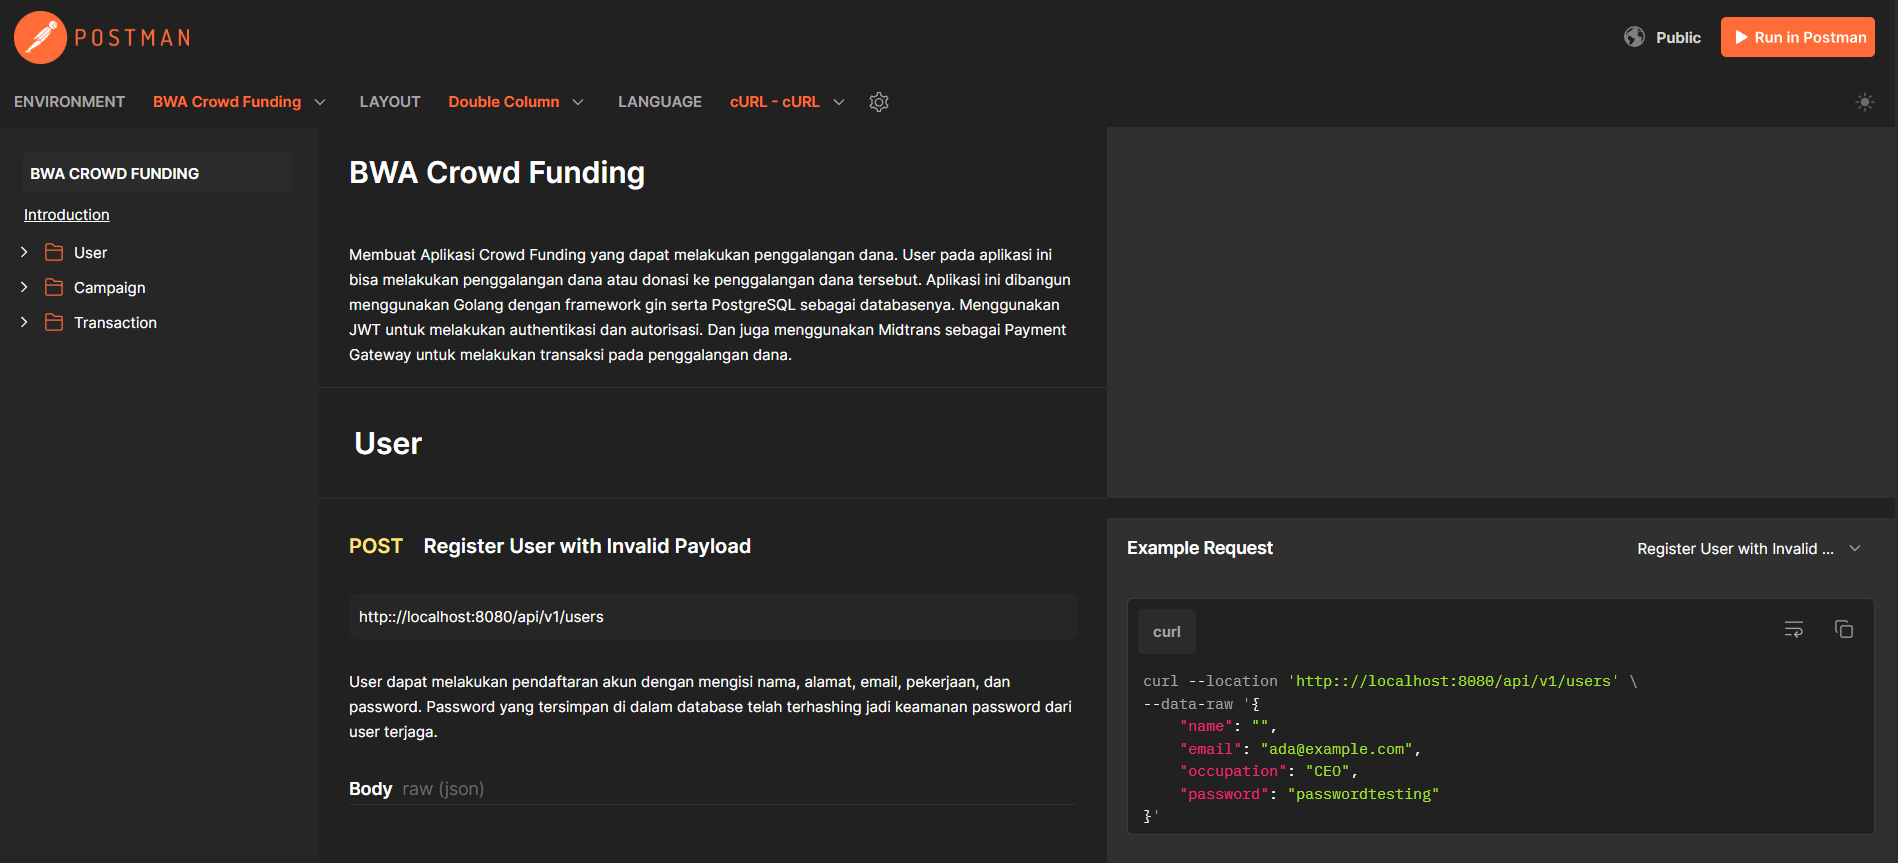 POSTMAN
Public
Run in Postman
ENVIRONMENT BWA Crowd Funding LAYOUT Double Column LANGUAGE cURL - cURL
BWA CROWD FUNDING
Introduction
User
Campaign
Transaction
BWA Crowd Funding
Membuat Aplikasi Crowd Funding yang dapat melakukan penggalangan dana. User pada aplikasi ini
bisa melakukan penggalangan dana atau donasi ke penggalangan dana tersebut. Aplikasi ini dibangun
menggunakan Golang dengan framework gin serta PostgreSQL sebagai databasenya. Menggunakan
JWT untuk melakukan authentikasi dan autorisasi. Dan juga menggunakan Midtrans sebagai Payment
Gateway untuk melakukan transaksi pada penggalangan dana.
User
POST Register User with Invalid Payload
http:://localhost:8080/api/v1/users
User dapat melakukan pendaftaran akun dengan mengisi nama, alamat, email, pekerjaan, dan
password. Password yang tersimpan di dalam database telah terhashing jadi keamanan password dari
user terjaga.
Body raw (json)
Example Request
Register User with Invalid ...
curl
curl --location 'http:://localhost:8080/api/v1/users' \
--data-raw '{
    "name": "",
    "email": "ada@example.com",
    "occupation": "CEO",
    "password": "passwordtesting"
}'